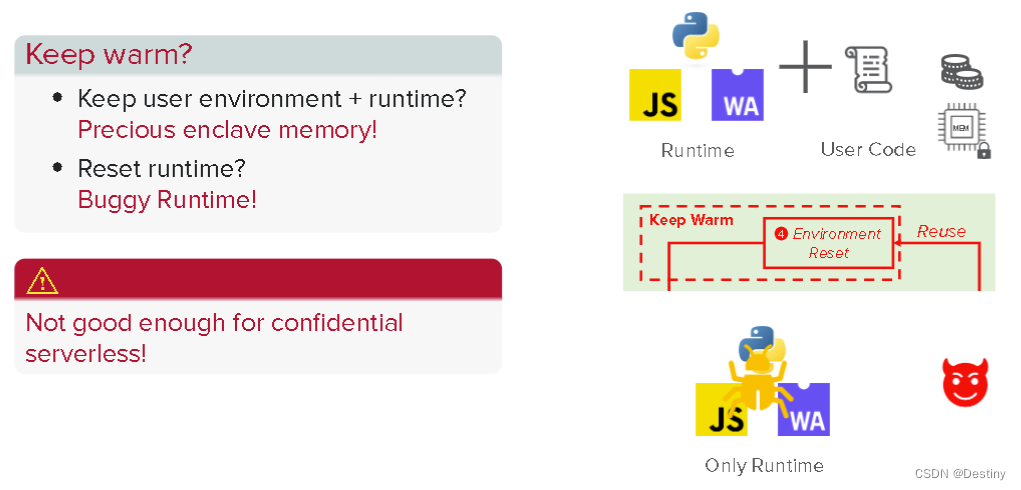 Keep warm?
• Keep user environment + runtime?
Precious enclave memory!
• Reset runtime?
Buggy Runtime!
Not good enough for confidential
serverless!
JS
WA
MEM
Runtime
User Code
Keep Warm
❹ Environment
Reset
Reuse
JS
WA
Only Runtime
CSDN @Destiny